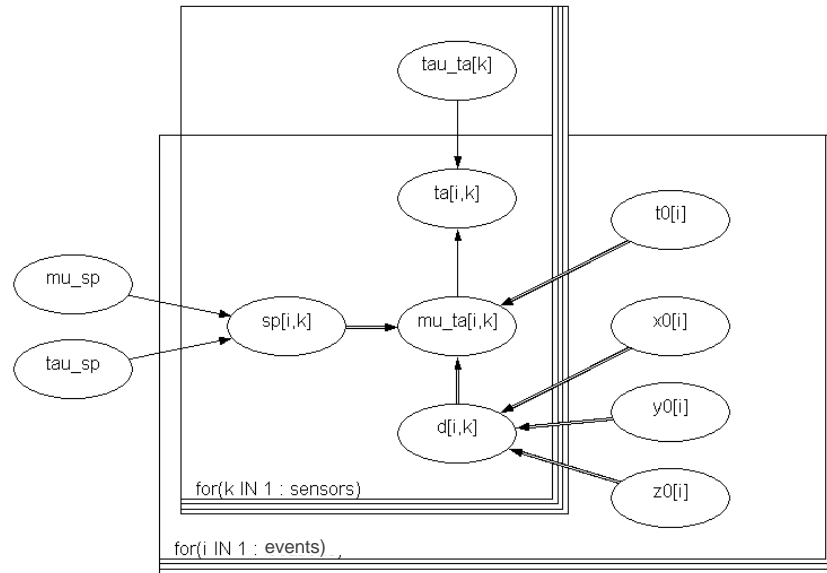 tau_ta[k]
ta[i,k]
t0[i]
mu_sp
sp[i,k]
mu_ta[i,k]
x0[i]
tau_sp
y0[i]
d[i,k]
for(k IN 1 : sensors)
z0[i]
for(i IN 1 : events)